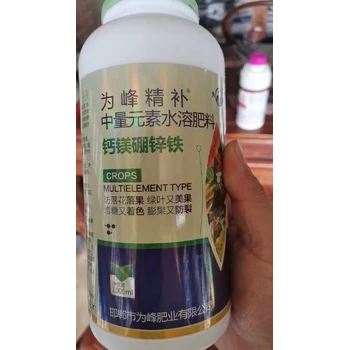 为峰精补®
中量元素水溶肥料
钙镁硼锌铁
CROPS
MULTIELEMENT TYPE
防落花落果 绿叶又美果
增糖又着色 膨果又防裂
1000ml
邯郸市为峰肥业有限公